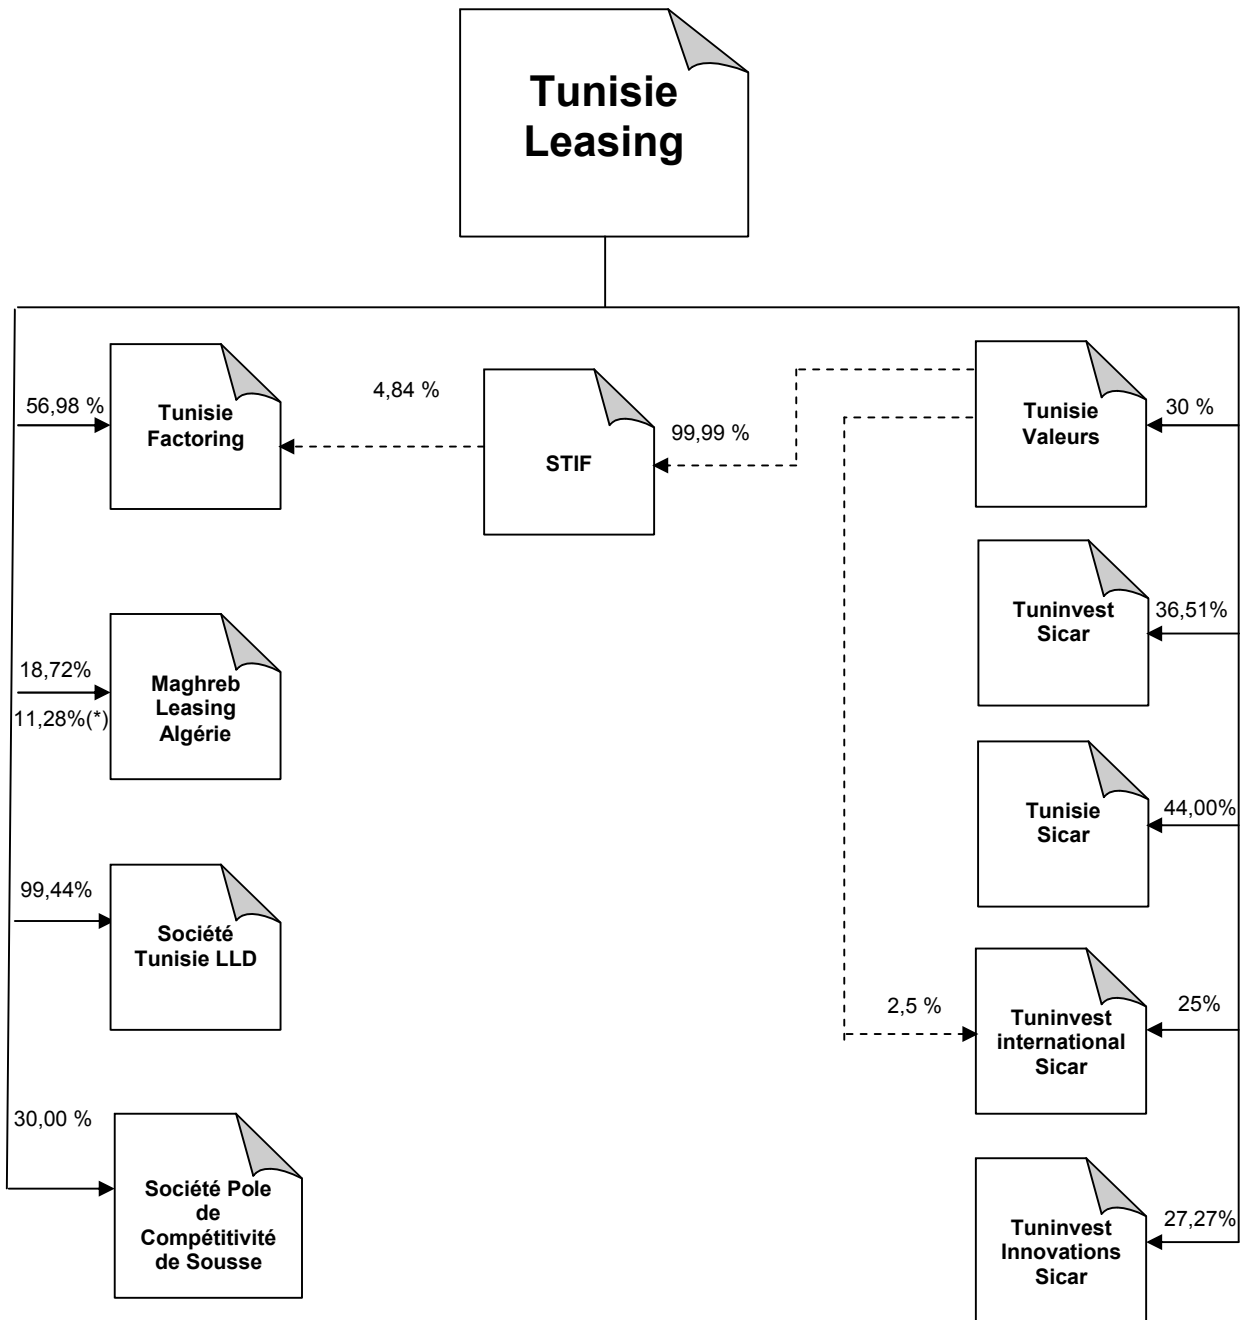 Tunisie
Leasing
56,98 %
Tunisie
Factoring
4,84 %
STIF
99,99 %
Tunisie
Valeurs
30 %
Tuninvest
Sicar
36,51%
18,72%
11,28%(*)
Maghreb
Leasing
Algérie
Tunisie
Sicar
44,00%
99,44%
Société
Tunisie LLD
2,5 %
Tuninvest
international
Sicar
25%
30,00 %
Société Pole
de
Compétitivité
de Sousse
Tuninvest
Innovations
Sicar
27,27%